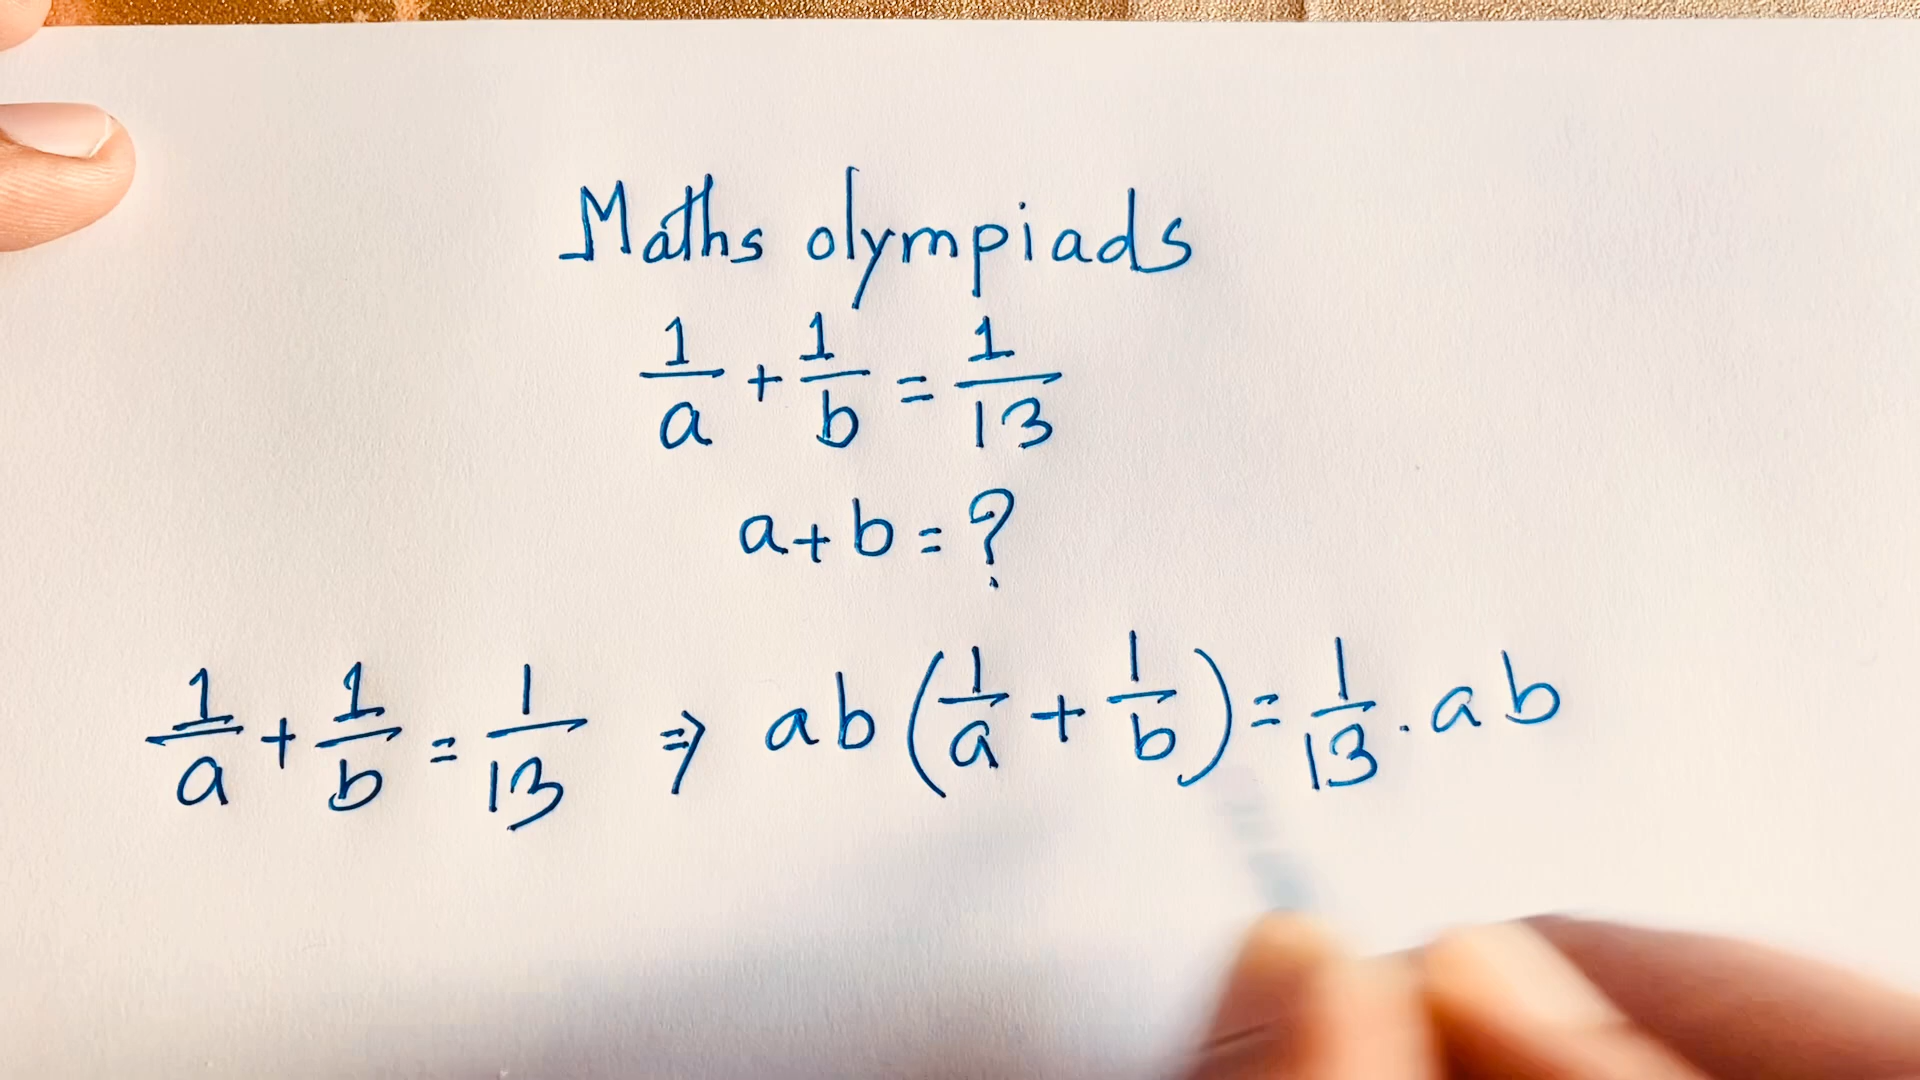 Maths olympiads
1/a + 1/b = 1/13
a+b = ?
1/a + 1/b = 1/13 ⇒ ab(1/a + 1/b) = 1/13 . ab